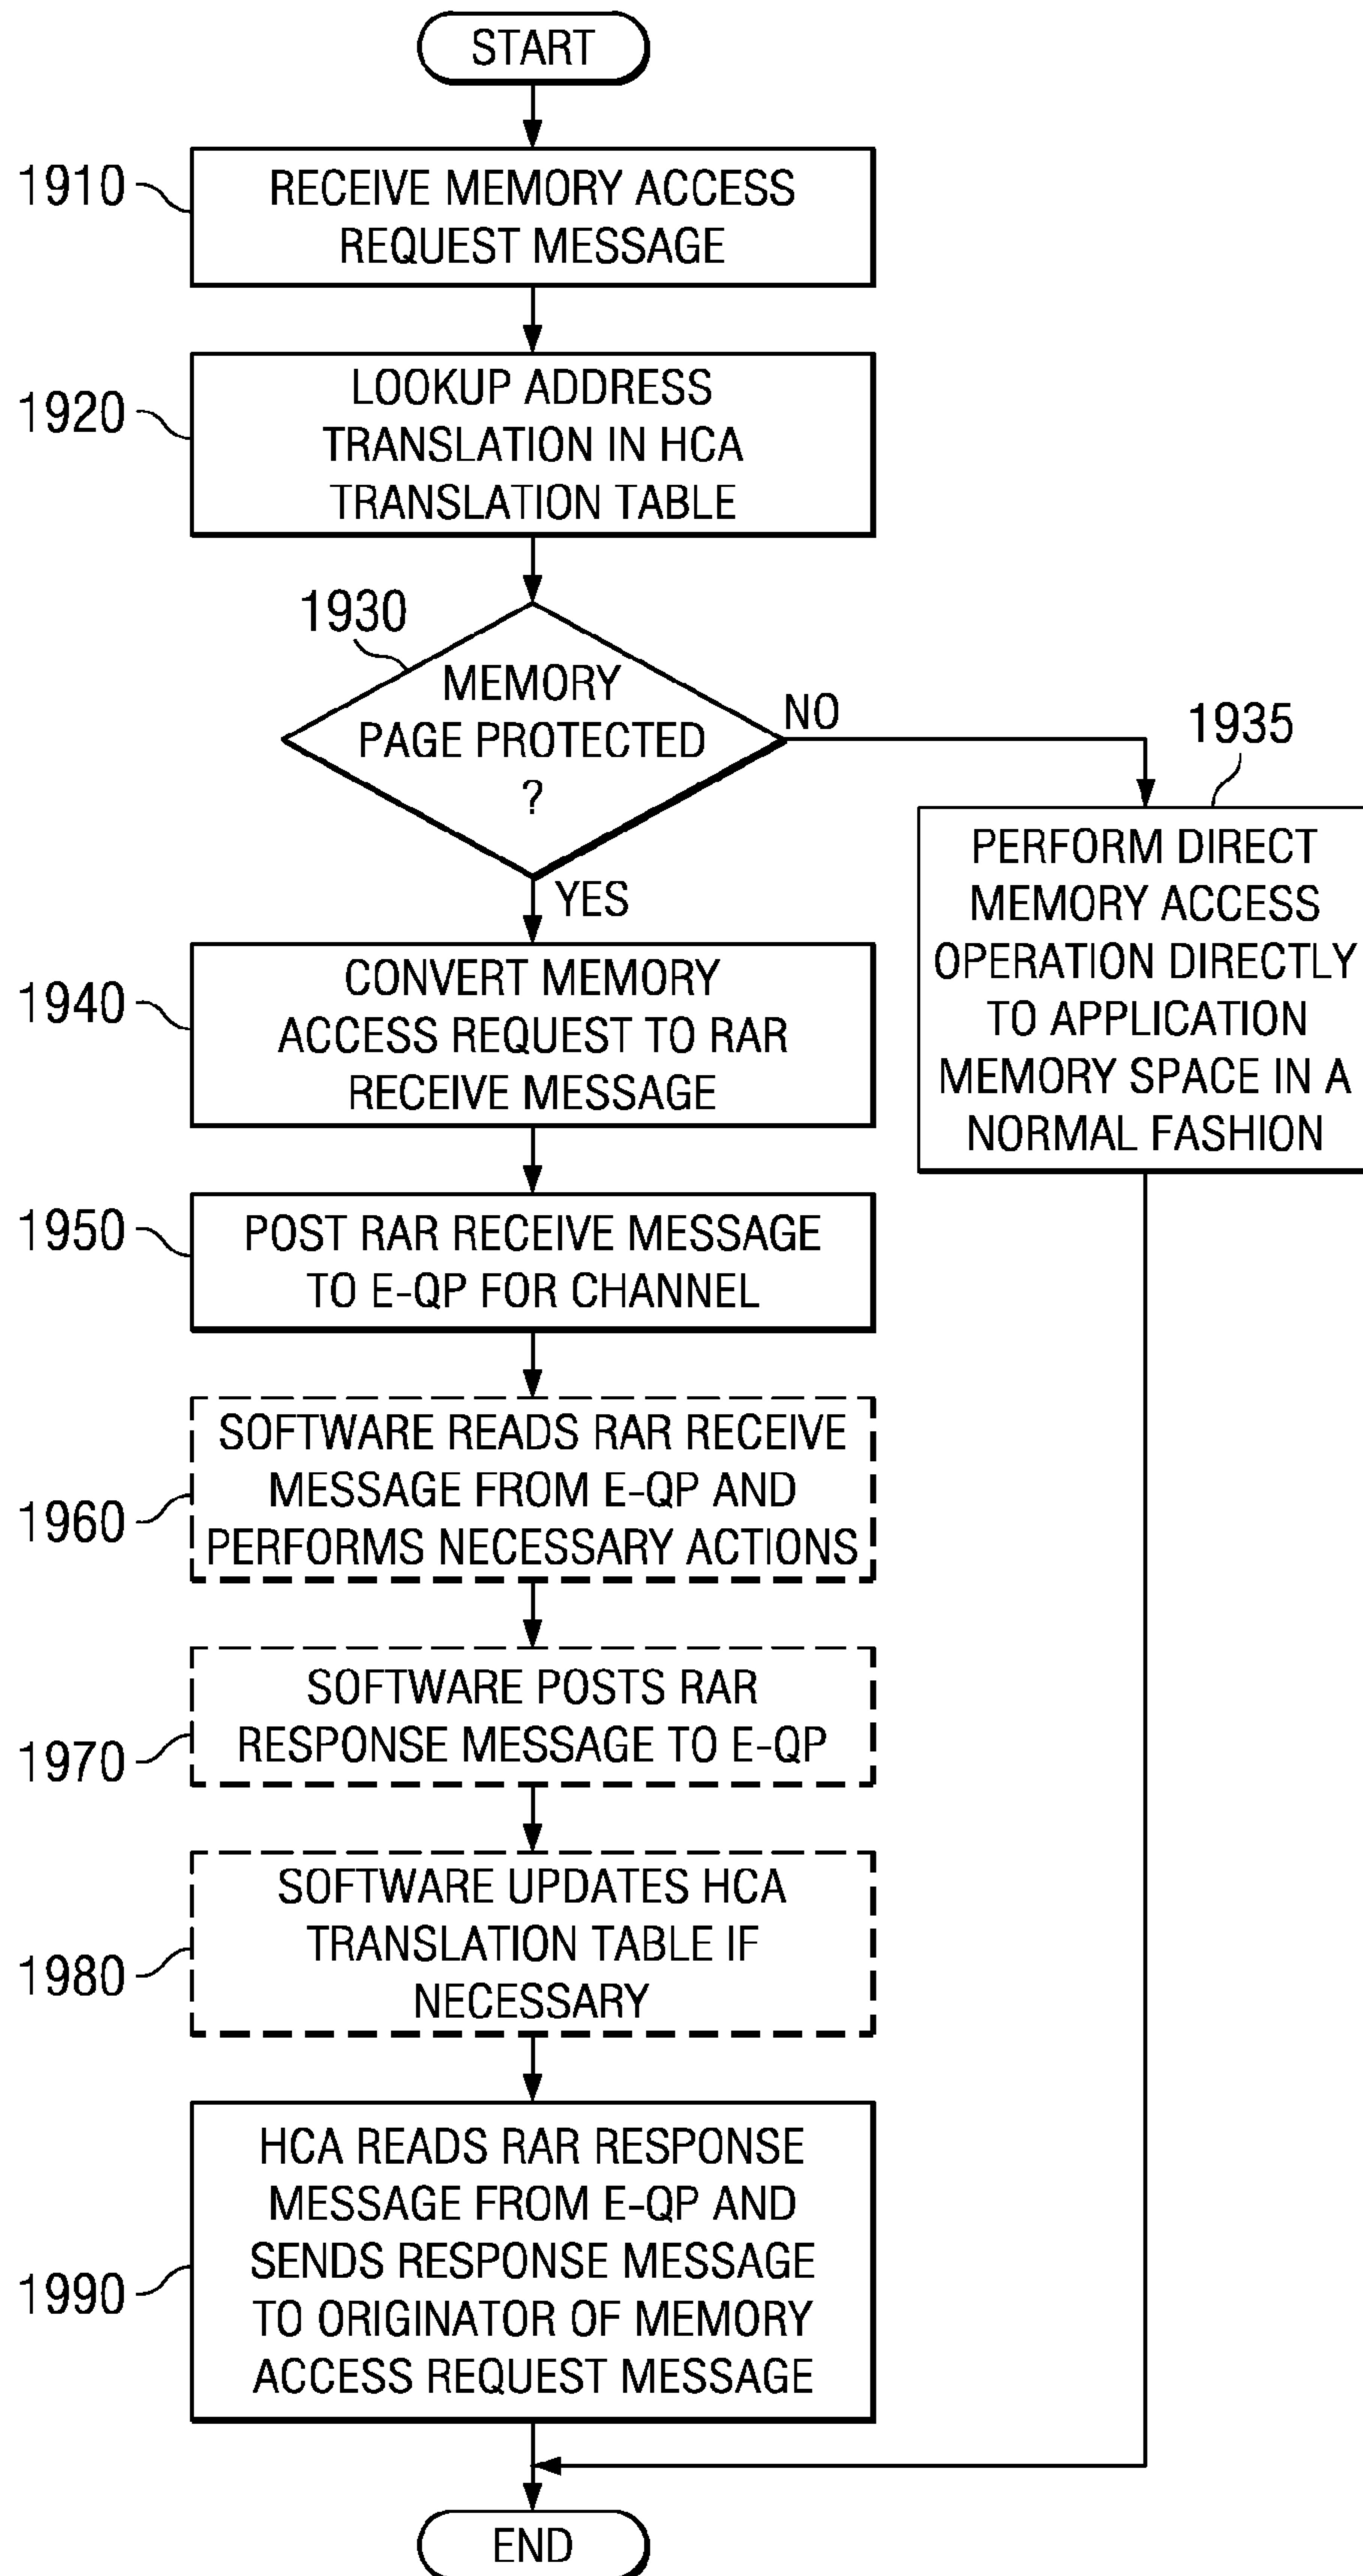 START
1910
RECEIVE MEMORY ACCESS
REQUEST MESSAGE
1920
LOOKUP ADDRESS
TRANSLATION IN HCA
TRANSLATION TABLE
1930
MEMORY
PAGE PROTECTED
?
NO
YES
1935
PERFORM DIRECT
MEMORY ACCESS
OPERATION DIRECTLY
TO APPLICATION
MEMORY SPACE IN A
NORMAL FASHION
1940
CONVERT MEMORY
ACCESS REQUEST TO RAR
RECEIVE MESSAGE
1950
POST RAR RECEIVE MESSAGE
TO E-QP FOR CHANNEL
1960
SOFTWARE READS RAR RECEIVE
MESSAGE FROM E-QP AND
PERFORMS NECESSARY ACTIONS
1970
SOFTWARE POSTS RAR
RESPONSE MESSAGE TO E-QP
1980
SOFTWARE UPDATES HCA
TRANSLATION TABLE IF
NECESSARY
1990
HCA READS RAR RESPONSE
MESSAGE FROM E-QP AND
SENDS RESPONSE MESSAGE
TO ORIGINATOR OF MEMORY
ACCESS REQUEST MESSAGE
END